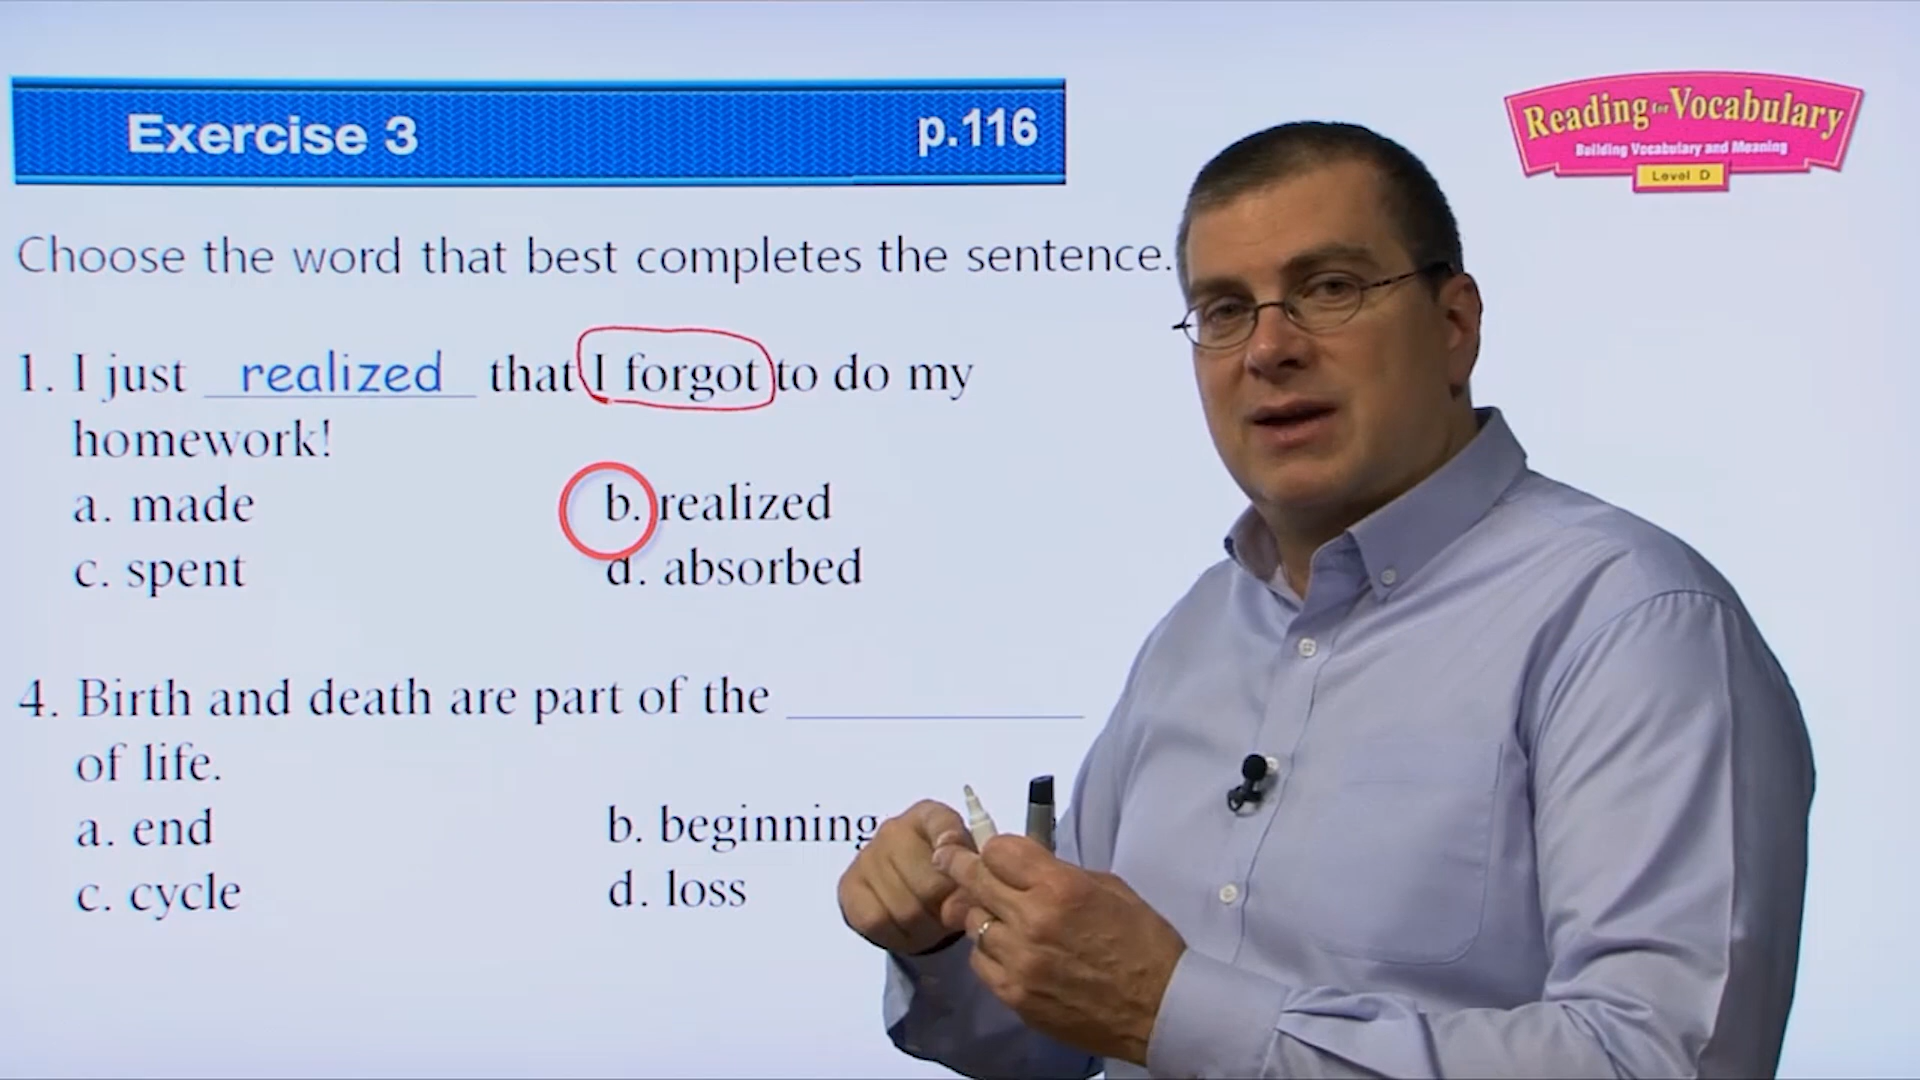 Exercise 3 p.116
Reading for Vocabulary
Building Vocabulary and Meaning
Level D
Choose the word that best completes the sentence.
1. I just realized that I forgot to do my
homework!
a. made b. realized
c. spent d. absorbed
4. Birth and death are part of the
of life.
a. end b. beginning
c. cycle d. loss